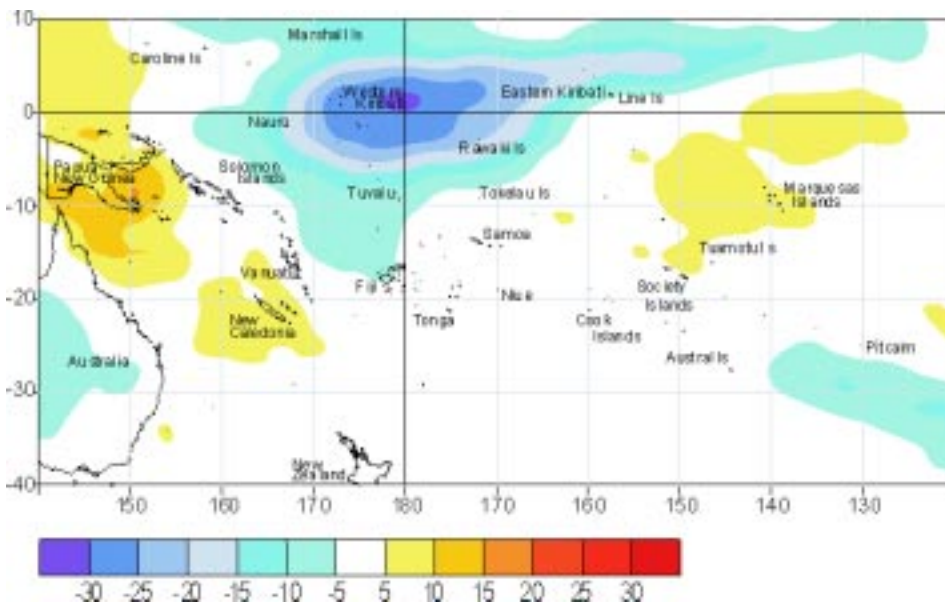 10
Marshall Is
Caroline Is
Western
Kiribati
Eastern Kiribati
Line Is
0
Nauru
Rawaki Is
Papua
New Guinea
Solomon
Islands
Tuvalu
Tokelau Is
Marquesas
Islands
-10
Samoa
Tuamotu Is
Vanuatu
Fiji
Society
Islands
-20
Niue
New
Caledonia
Tonga
Cook
Islands
Pitcairn
Australia
Austral Is
-30
New
Zealand
-40
150 160 170 180 170 160 150 140 130
-30 -25 -20 -15 -10 -5 5 10 15 20 25 30